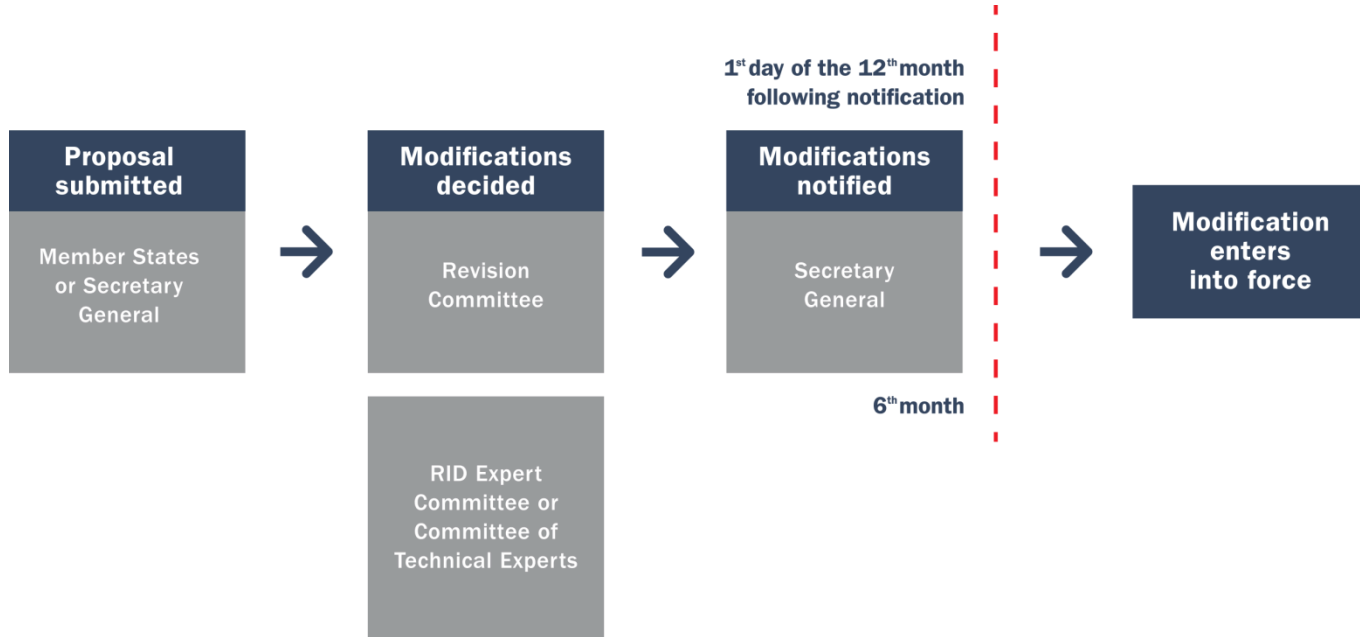 1st day of the 12th month
following notification
Proposal
submitted
Member States
or Secretary
General
Modifications
decided
Revision
Committee
RID Expert
Committee or
Committee of
Technical Experts
Modifications
notified
Secretary
General
6th month
Modification
enters
into force